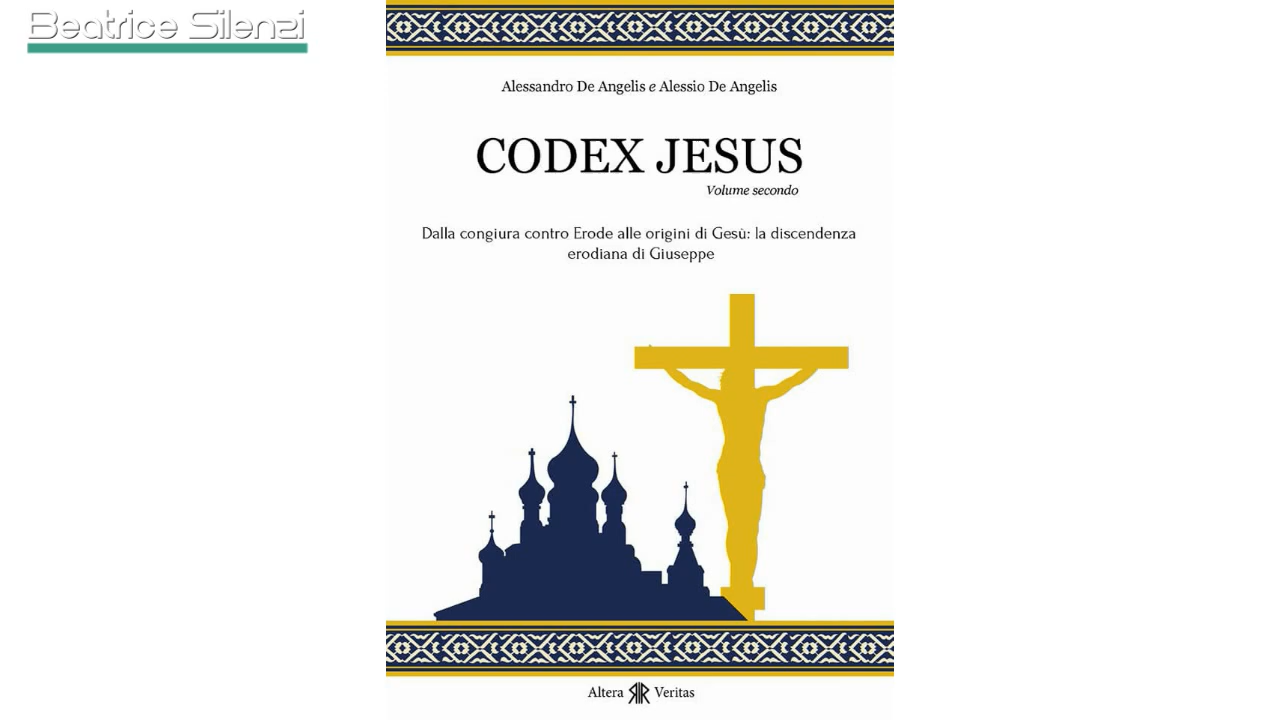 Beatrice Silenzi
Alessandro De Angelis e Alessio De Angelis
CODEX JESUS
Volume secondo
Dalla congiura contro Erode alle origini di Gesù: la discendenza
erodiana di Giuseppe
Altera Veritas